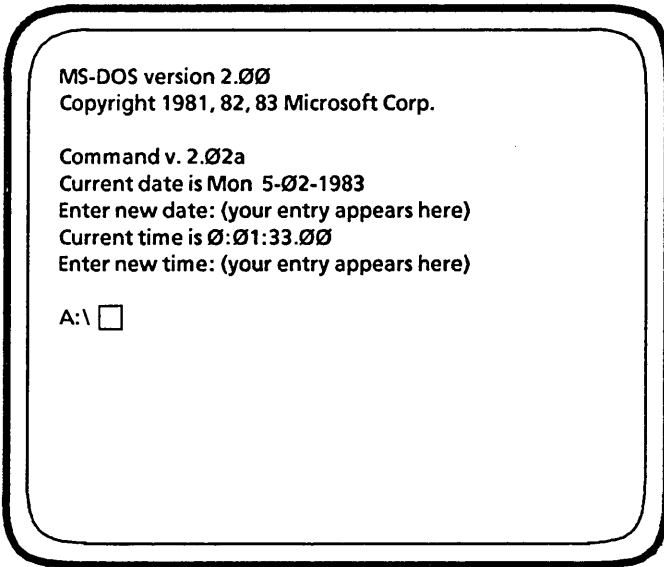 MS-DOS version 2.ØØ
Copyright 1981, 82, 83 Microsoft Corp.
Command v. 2.Ø2a
Current date is Mon 5-Ø2-1983
Enter new date: (your entry appears here)
Current time is Ø:Ø1:33.ØØ
Enter new time: (your entry appears here)
A:\